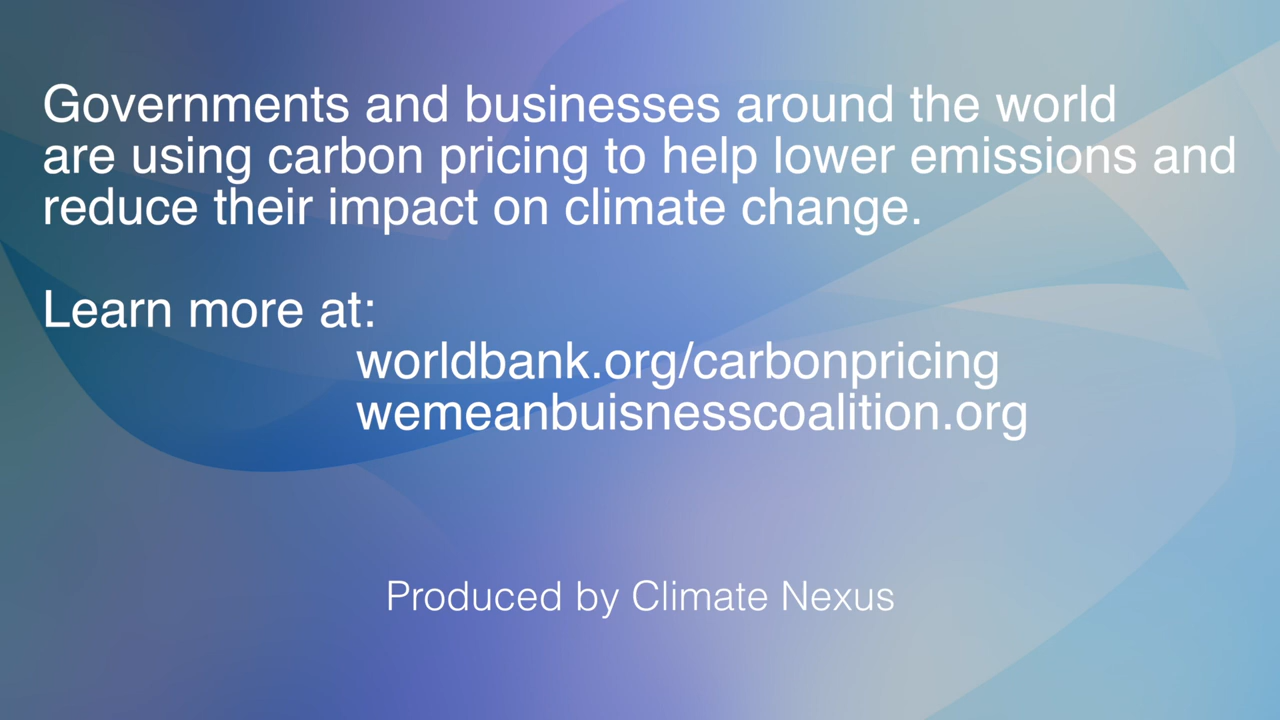 Governments and businesses around the world
are using carbon pricing to help lower emissions and
reduce their impact on climate change.
Learn more at:
worldbank.org/carbonpricing
wemeanbuisnesscoalition.org
Produced by Climate Nexus